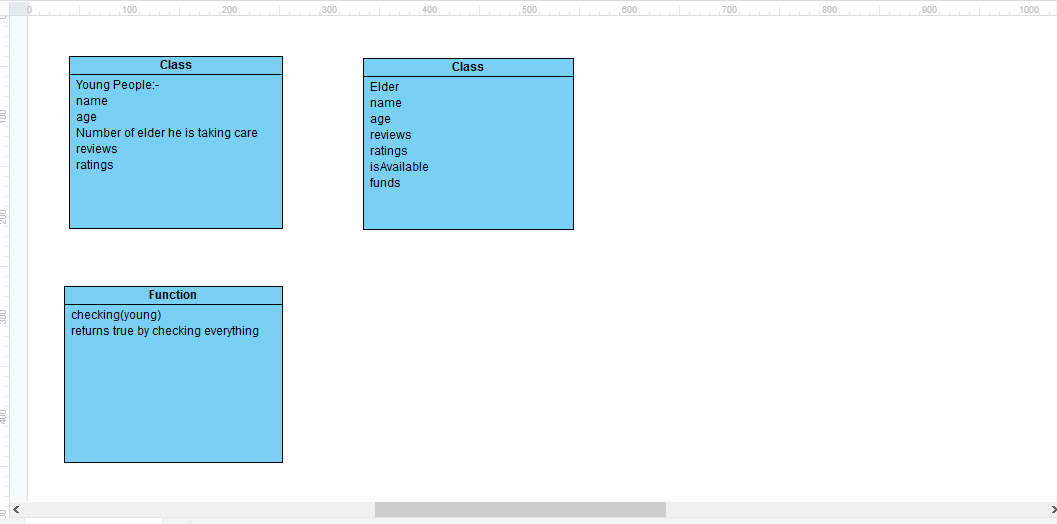 0 100 200 300 400 500 600 700 800 900 1000
Class
Young People:-
name
age
Number of elder he is taking care
reviews
ratings
Class
Elder
name
age
reviews
ratings
isAvailable
funds
Function
checking(young)
returns true by checking everything
100
200
300
400